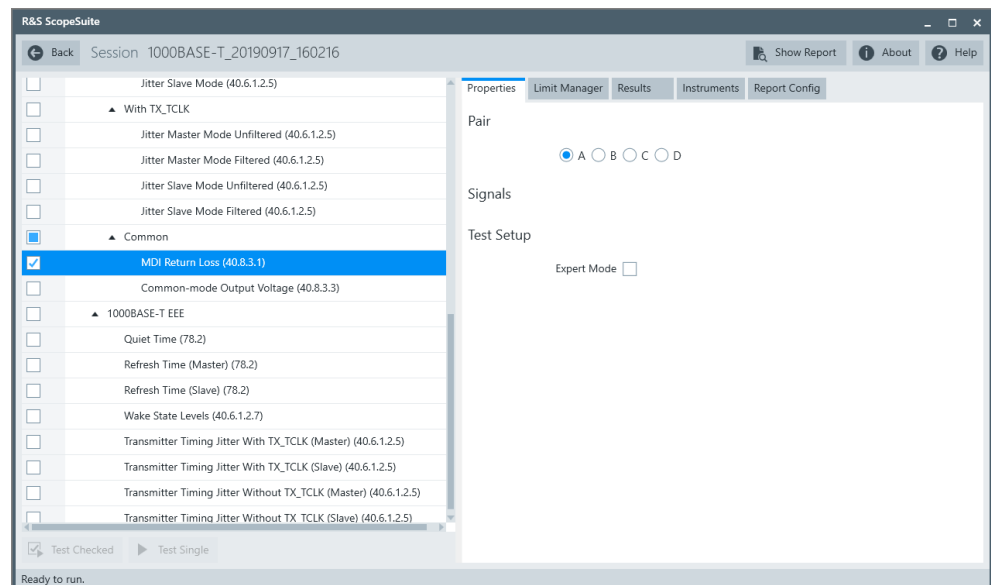 R&S ScopeSuite
Back Session 1000BASE-T_20190917_160216 Show Report About Help
Jitter Slave Mode (40.6.1.2.5)
With TX_TCLK
Jitter Master Mode Unfiltered (40.6.1.2.5)
Jitter Master Mode Filtered (40.6.1.2.5)
Jitter Slave Mode Unfiltered (40.6.1.2.5)
Jitter Slave Mode Filtered (40.6.1.2.5)
Common
MDI Return Loss (40.8.3.1)
Common-mode Output Voltage (40.8.3.3)
1000BASE-T EEE
Quiet Time (78.2)
Refresh Time (Master) (78.2)
Refresh Time (Slave) (78.2)
Wake State Levels (40.6.1.2.7)
Transmitter Timing Jitter With TX_TCLK (Master) (40.6.1.2.5)
Transmitter Timing Jitter With TX_TCLK (Slave) (40.6.1.2.5)
Transmitter Timing Jitter Without TX_TCLK (Master) (40.6.1.2.5)
Transmitter Timing Jitter Without TX_TCLK (Slave) (40.6.1.2.5)
Test Checked Test Single
Properties Limit Manager Results Instruments Report Config
Pair
A B C D
Signals
Test Setup
Expert Mode
Ready to run.